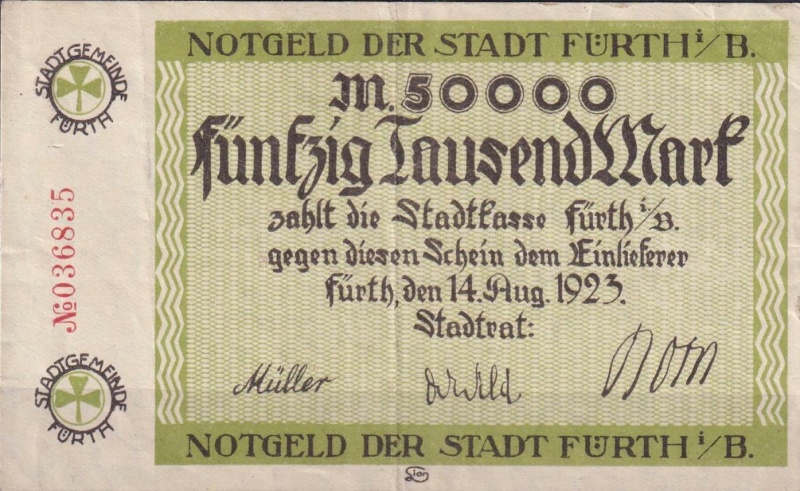 STADTGEMEINDE
FÜRTH
№036835
STADTGEMEINDE
FÜRTH
NOTGELD DER STADT FÜRTH i/B.
M. 50000
Fünfzig Tausend Mark
zahlt die Stadtkasse Fürth i/B.
gegen diesen Schein dem Einlieferer
Fürth, den 14. Aug. 1923.
Stadtrat:
Müller
NOTGELD DER STADT FÜRTH i/B.